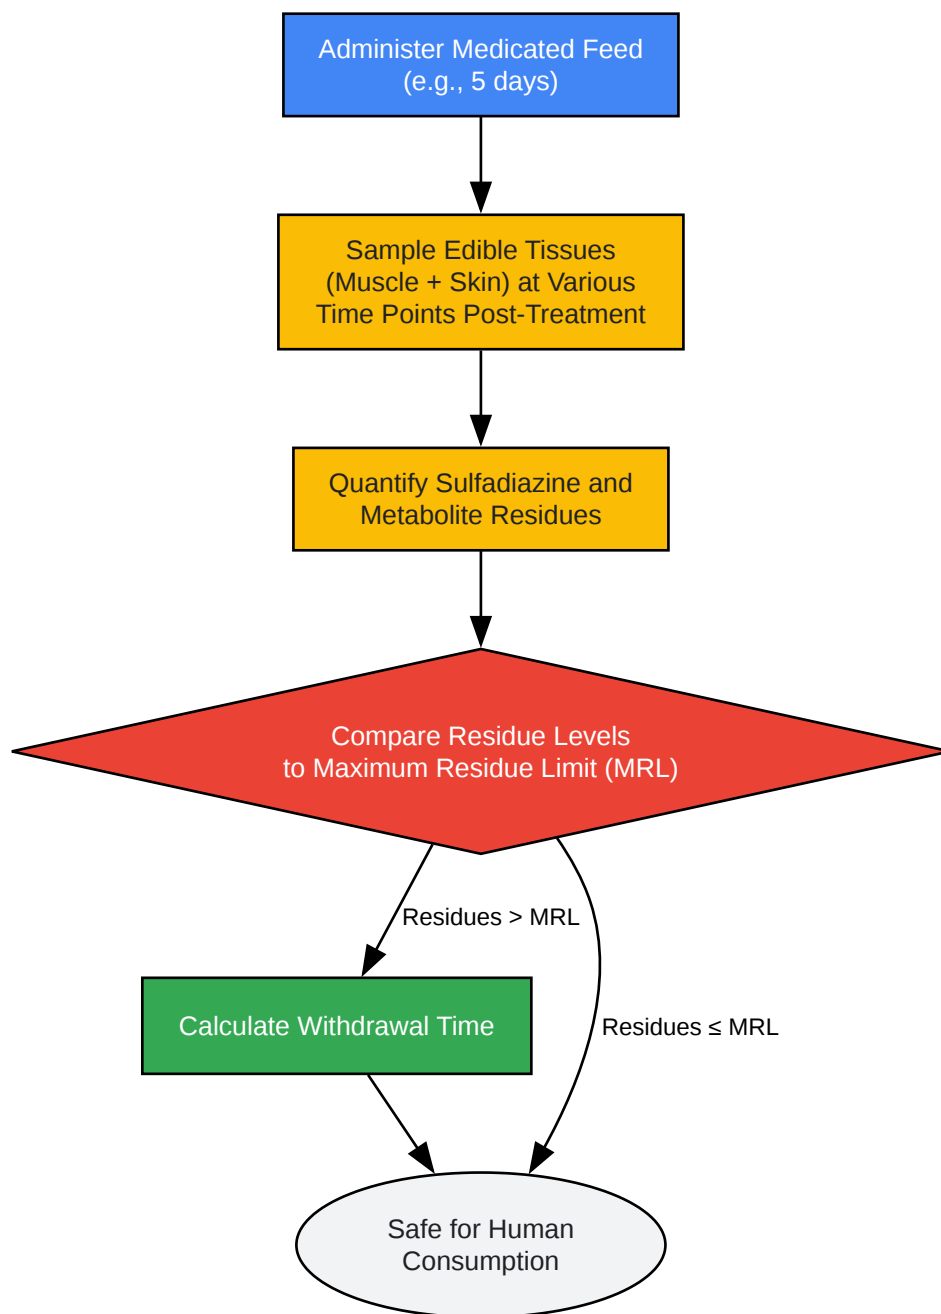 Administer Medicated Feed
(e.g., 5 days)
Sample Edible Tissues
(Muscle + Skin) at Various
Time Points Post-Treatment
Quantify Sulfadiazine and
Metabolite Residues
Compare Residue Levels
to Maximum Residue Limit (MRL)
Residues > MRL
Calculate Withdrawal Time
Residues ≤ MRL
Safe for Human
Consumption